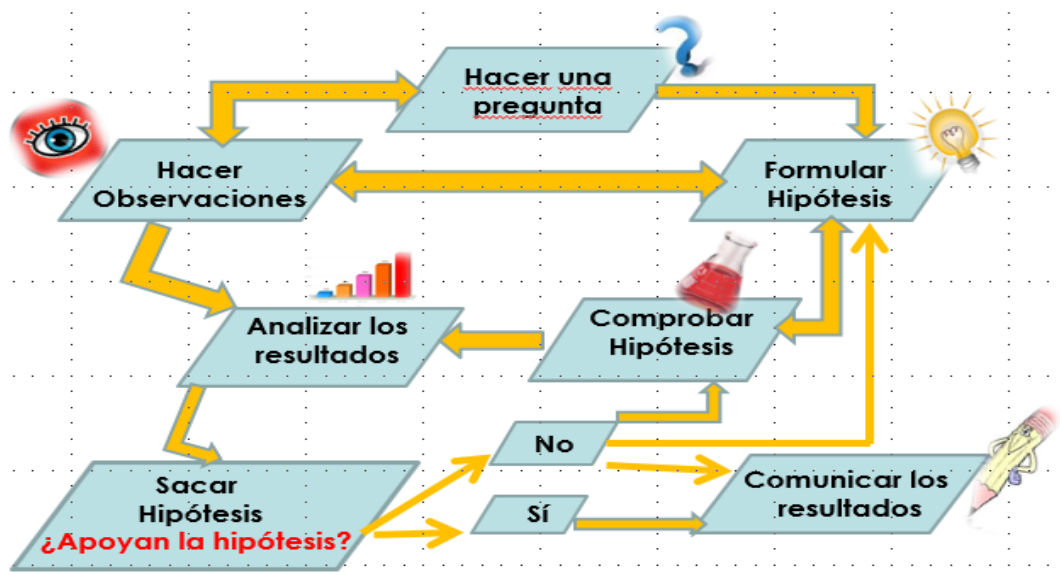 Hacer una
pregunta
Hacer
Observaciones
Formular
Hipótesis
Analizar los
resultados
Comprobar
Hipótesis
No
Sacar
Hipótesis
¿Apoyan la hipótesis?
Sí
Comunicar los
resultados